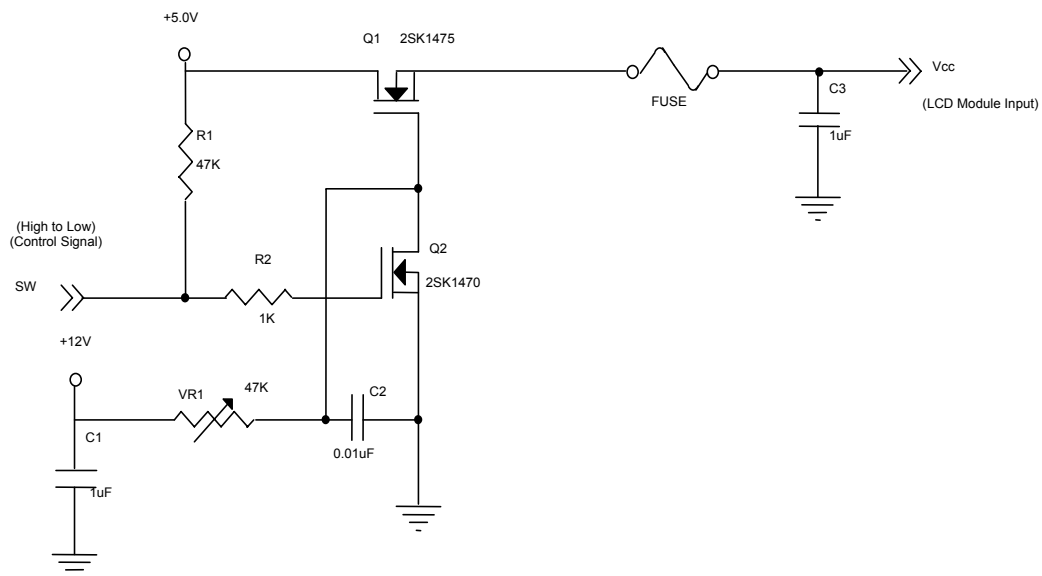 +5.0V
Q1 2SK1475
Vcc
C3
(LCD Module Input)
FUSE
R1
47K
1uF
(High to Low)
(Control Signal)
Q2
R2
2SK1470
SW
1K
+12V
VR1 47K
C2
C1
0.01uF
1uF